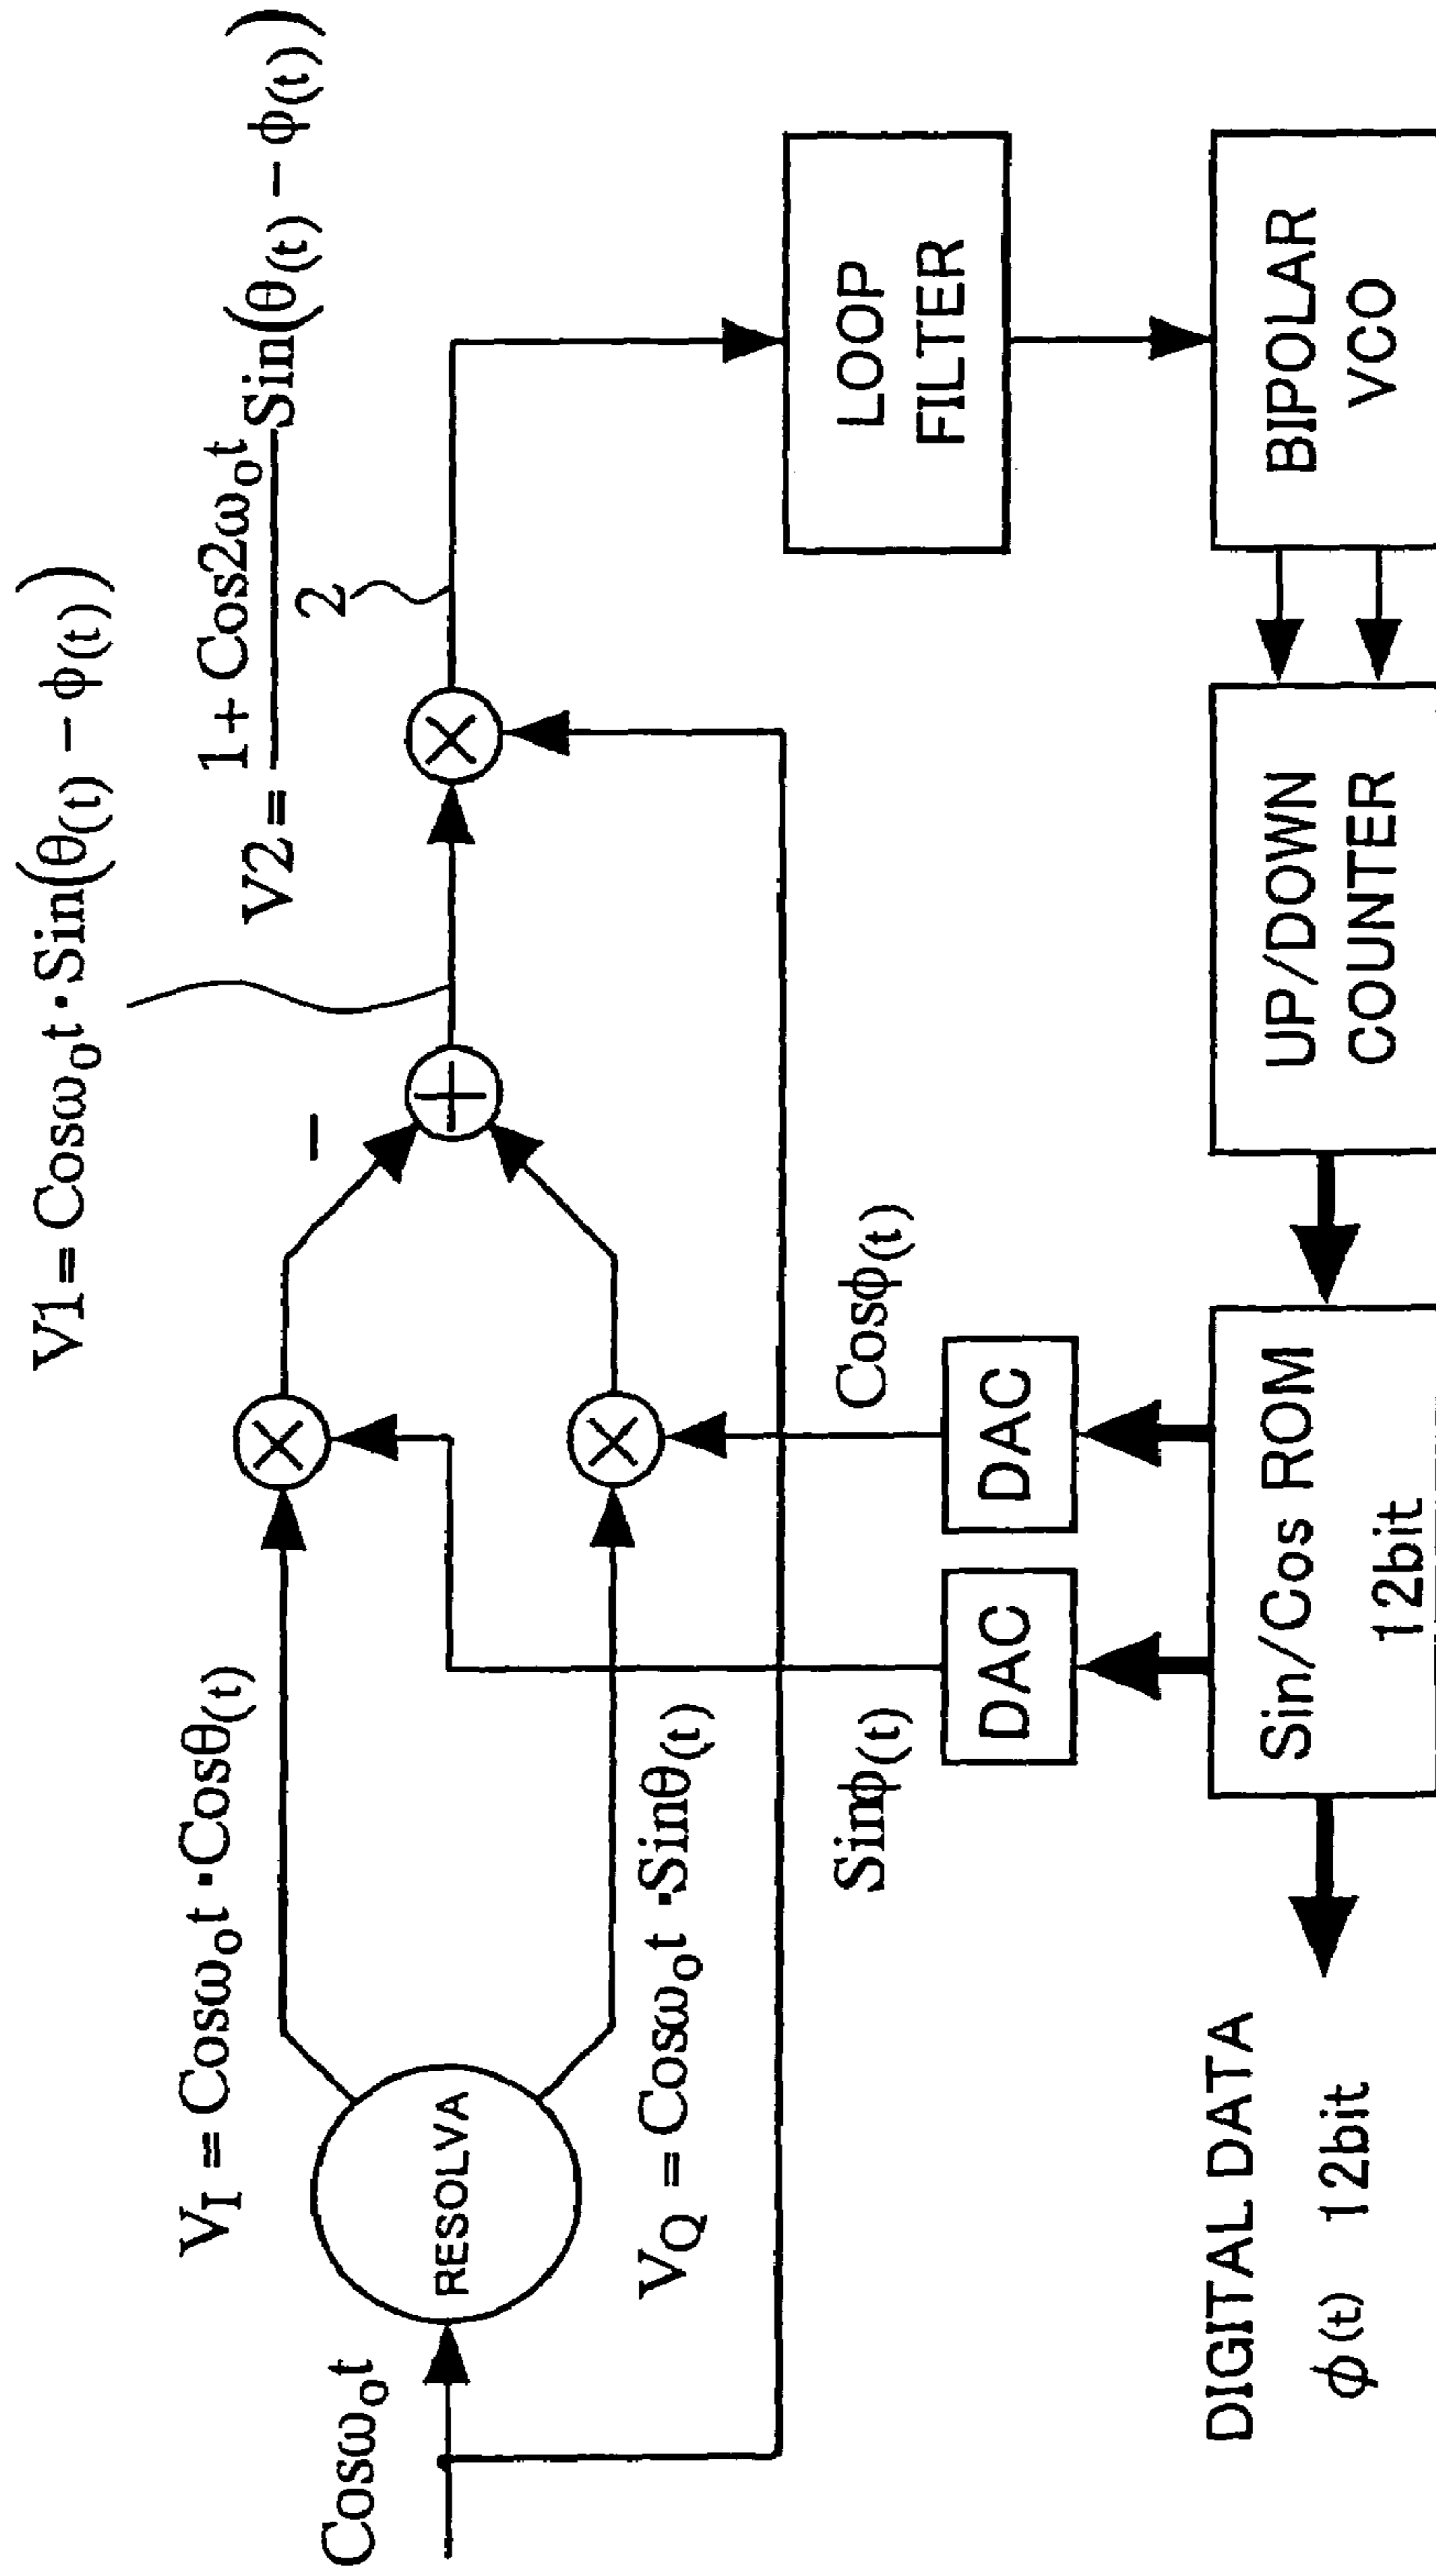 V1 = Cosω₀t · Sin(θ(t) − ϕ(t))
V2 = 1 + Cos2ω₀t / 2 Sin(θ(t) − ϕ(t))
V_I = Cosω₀t · Cosθ(t)
Cosω₀t
RESOLVA
V_Q = Cosω₀t · Sinθ(t)
−
Sinϕ(t)
Cosϕ(t)
LOOP
FILTER
DAC
DAC
DIGITAL DATA
ϕ(t) 12bit
Sin/Cos ROM
12bit
UP/DOWN
COUNTER
BIPOLAR
VCO